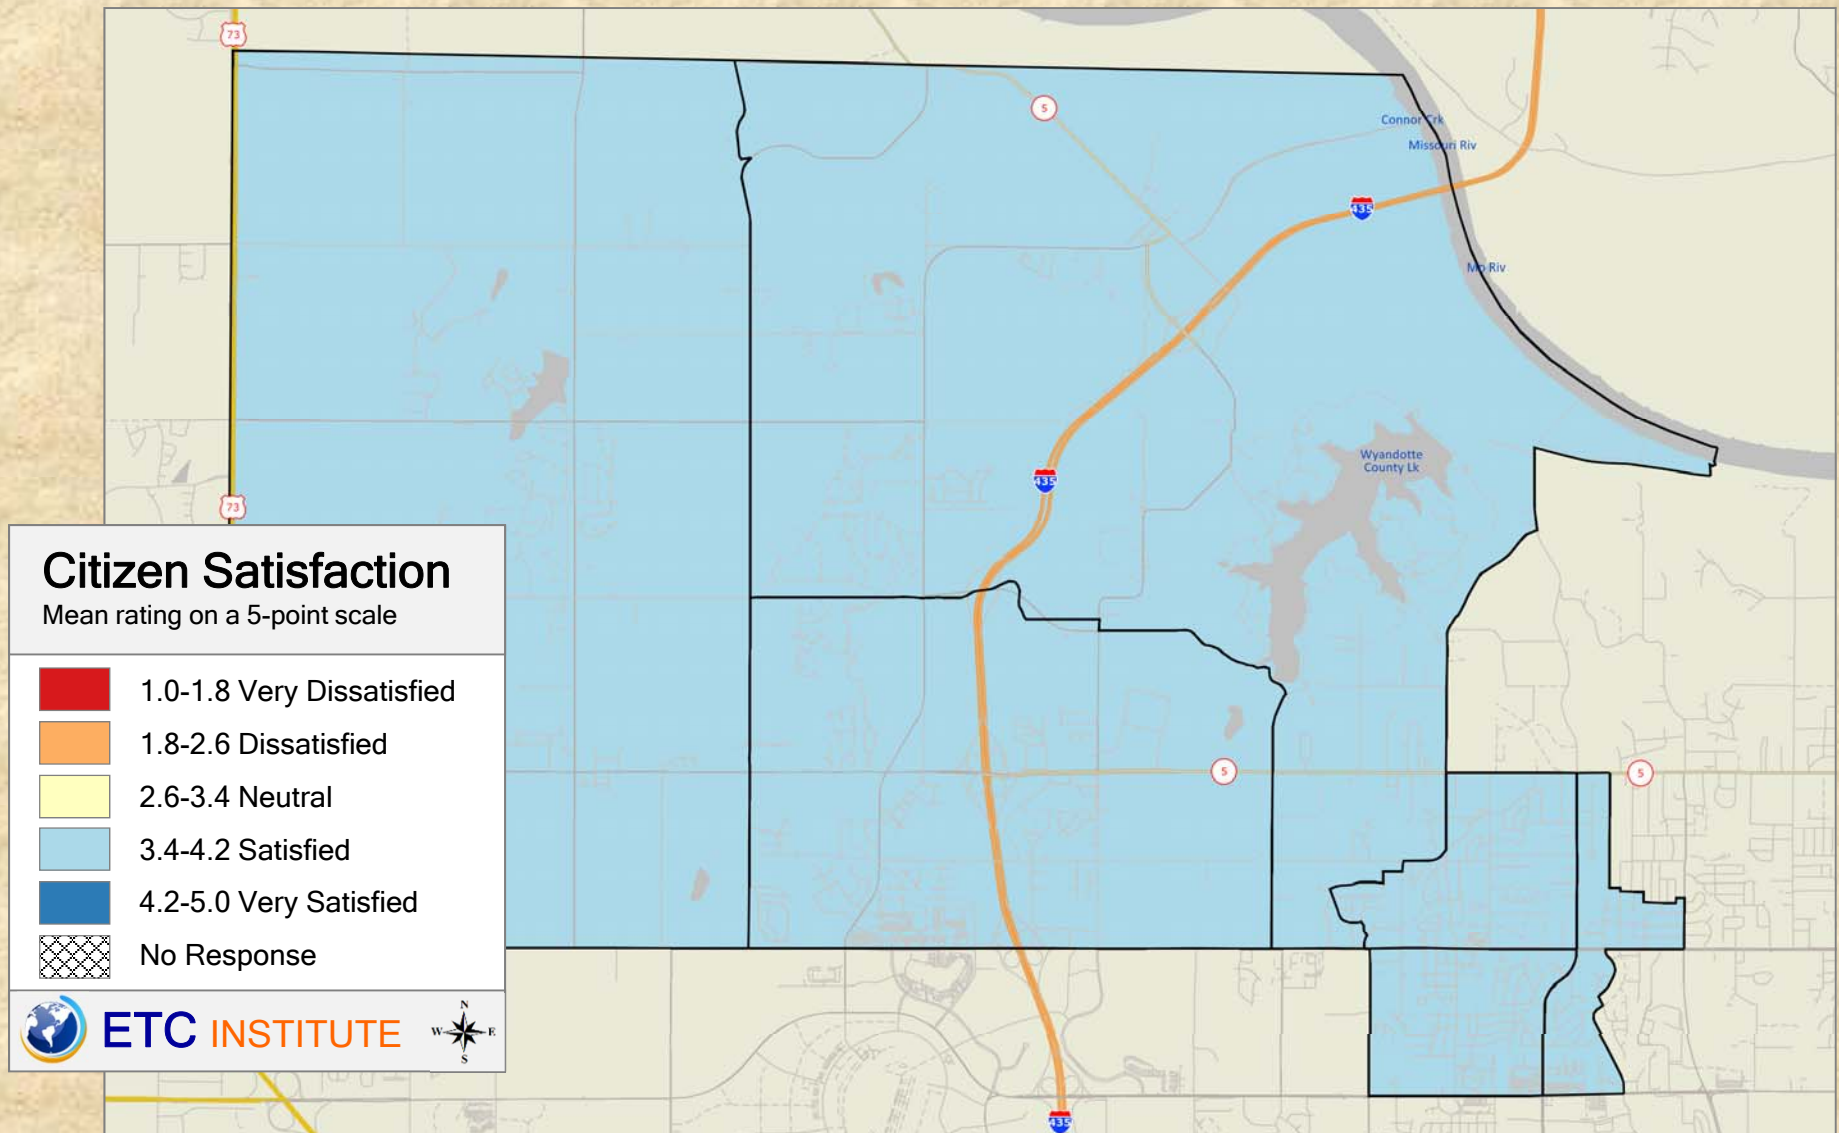 73
5
Connor Crk
Missouri Riv
435
Mo Riv
Wyandotte
County Lk
435
73
Citizen Satisfaction
Mean rating on a 5-point scale
1.0-1.8 Very Dissatisfied
1.8-2.6 Dissatisfied
2.6-3.4 Neutral
3.4-4.2 Satisfied
4.2-5.0 Very Satisfied
No Response
ETC INSTITUTE
N
W E
S
5
5
435